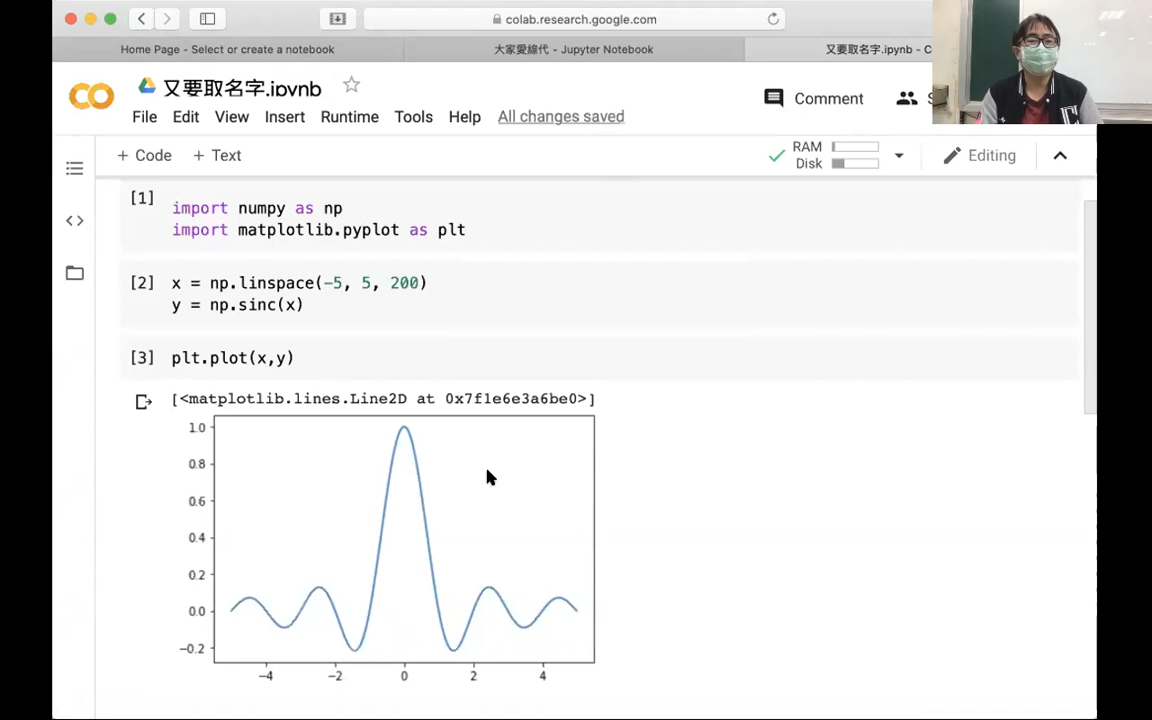 colab.research.google.com
Home Page - Select or create a notebook
大家愛線代 - Jupyter Notebook
又要取名字.ipynb - C
又要取名字.ipynb
Comment
File Edit View Insert Runtime Tools Help All changes saved
+ Code + Text
RAM
Disk
Editing
[1]
import numpy as np
import matplotlib.pyplot as plt
[2] x = np.linspace(-5, 5, 200)
y = np.sinc(x)
[3] plt.plot(x,y)
[<matplotlib.lines.Line2D at 0x7f1e6e3a6be0>]
1.0
0.8
0.6
0.4
0.2
0.0
−0.2
−4 −2 0 2 4